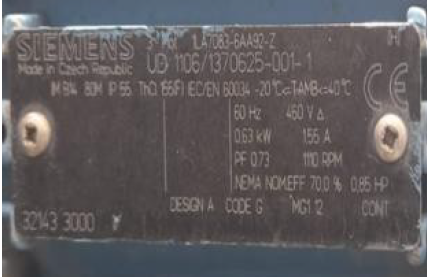 SIEMENS
3~Mot. 1LA7083-6AA92-Z
Made in Czech Republic
UD 1106/1370625-001-1
IM B14 80M IP 55 Th.Cl. 155(F) IEC/EN 60034 -20°C<=TAMB<=40°C
CE
60 Hz 460 V Δ
0.63 kW 1.55 A
PF 0.73 1110 RPM
NEMA NOM.EFF 70.0 % 0.85 HP
DESIGN A CODE G MG1 12 CONT
32143 3000